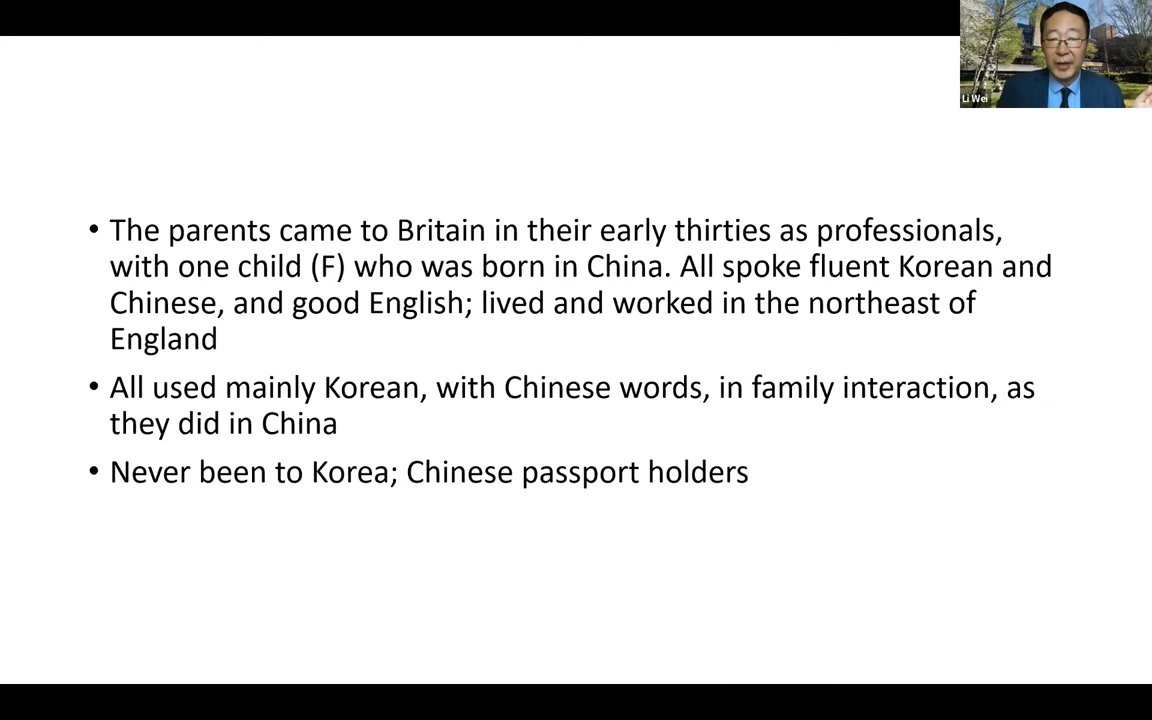 Li Wei
• The parents came to Britain in their early thirties as professionals,
with one child (F) who was born in China. All spoke fluent Korean and
Chinese, and good English; lived and worked in the northeast of
England
• All used mainly Korean, with Chinese words, in family interaction, as
they did in China
• Never been to Korea; Chinese passport holders